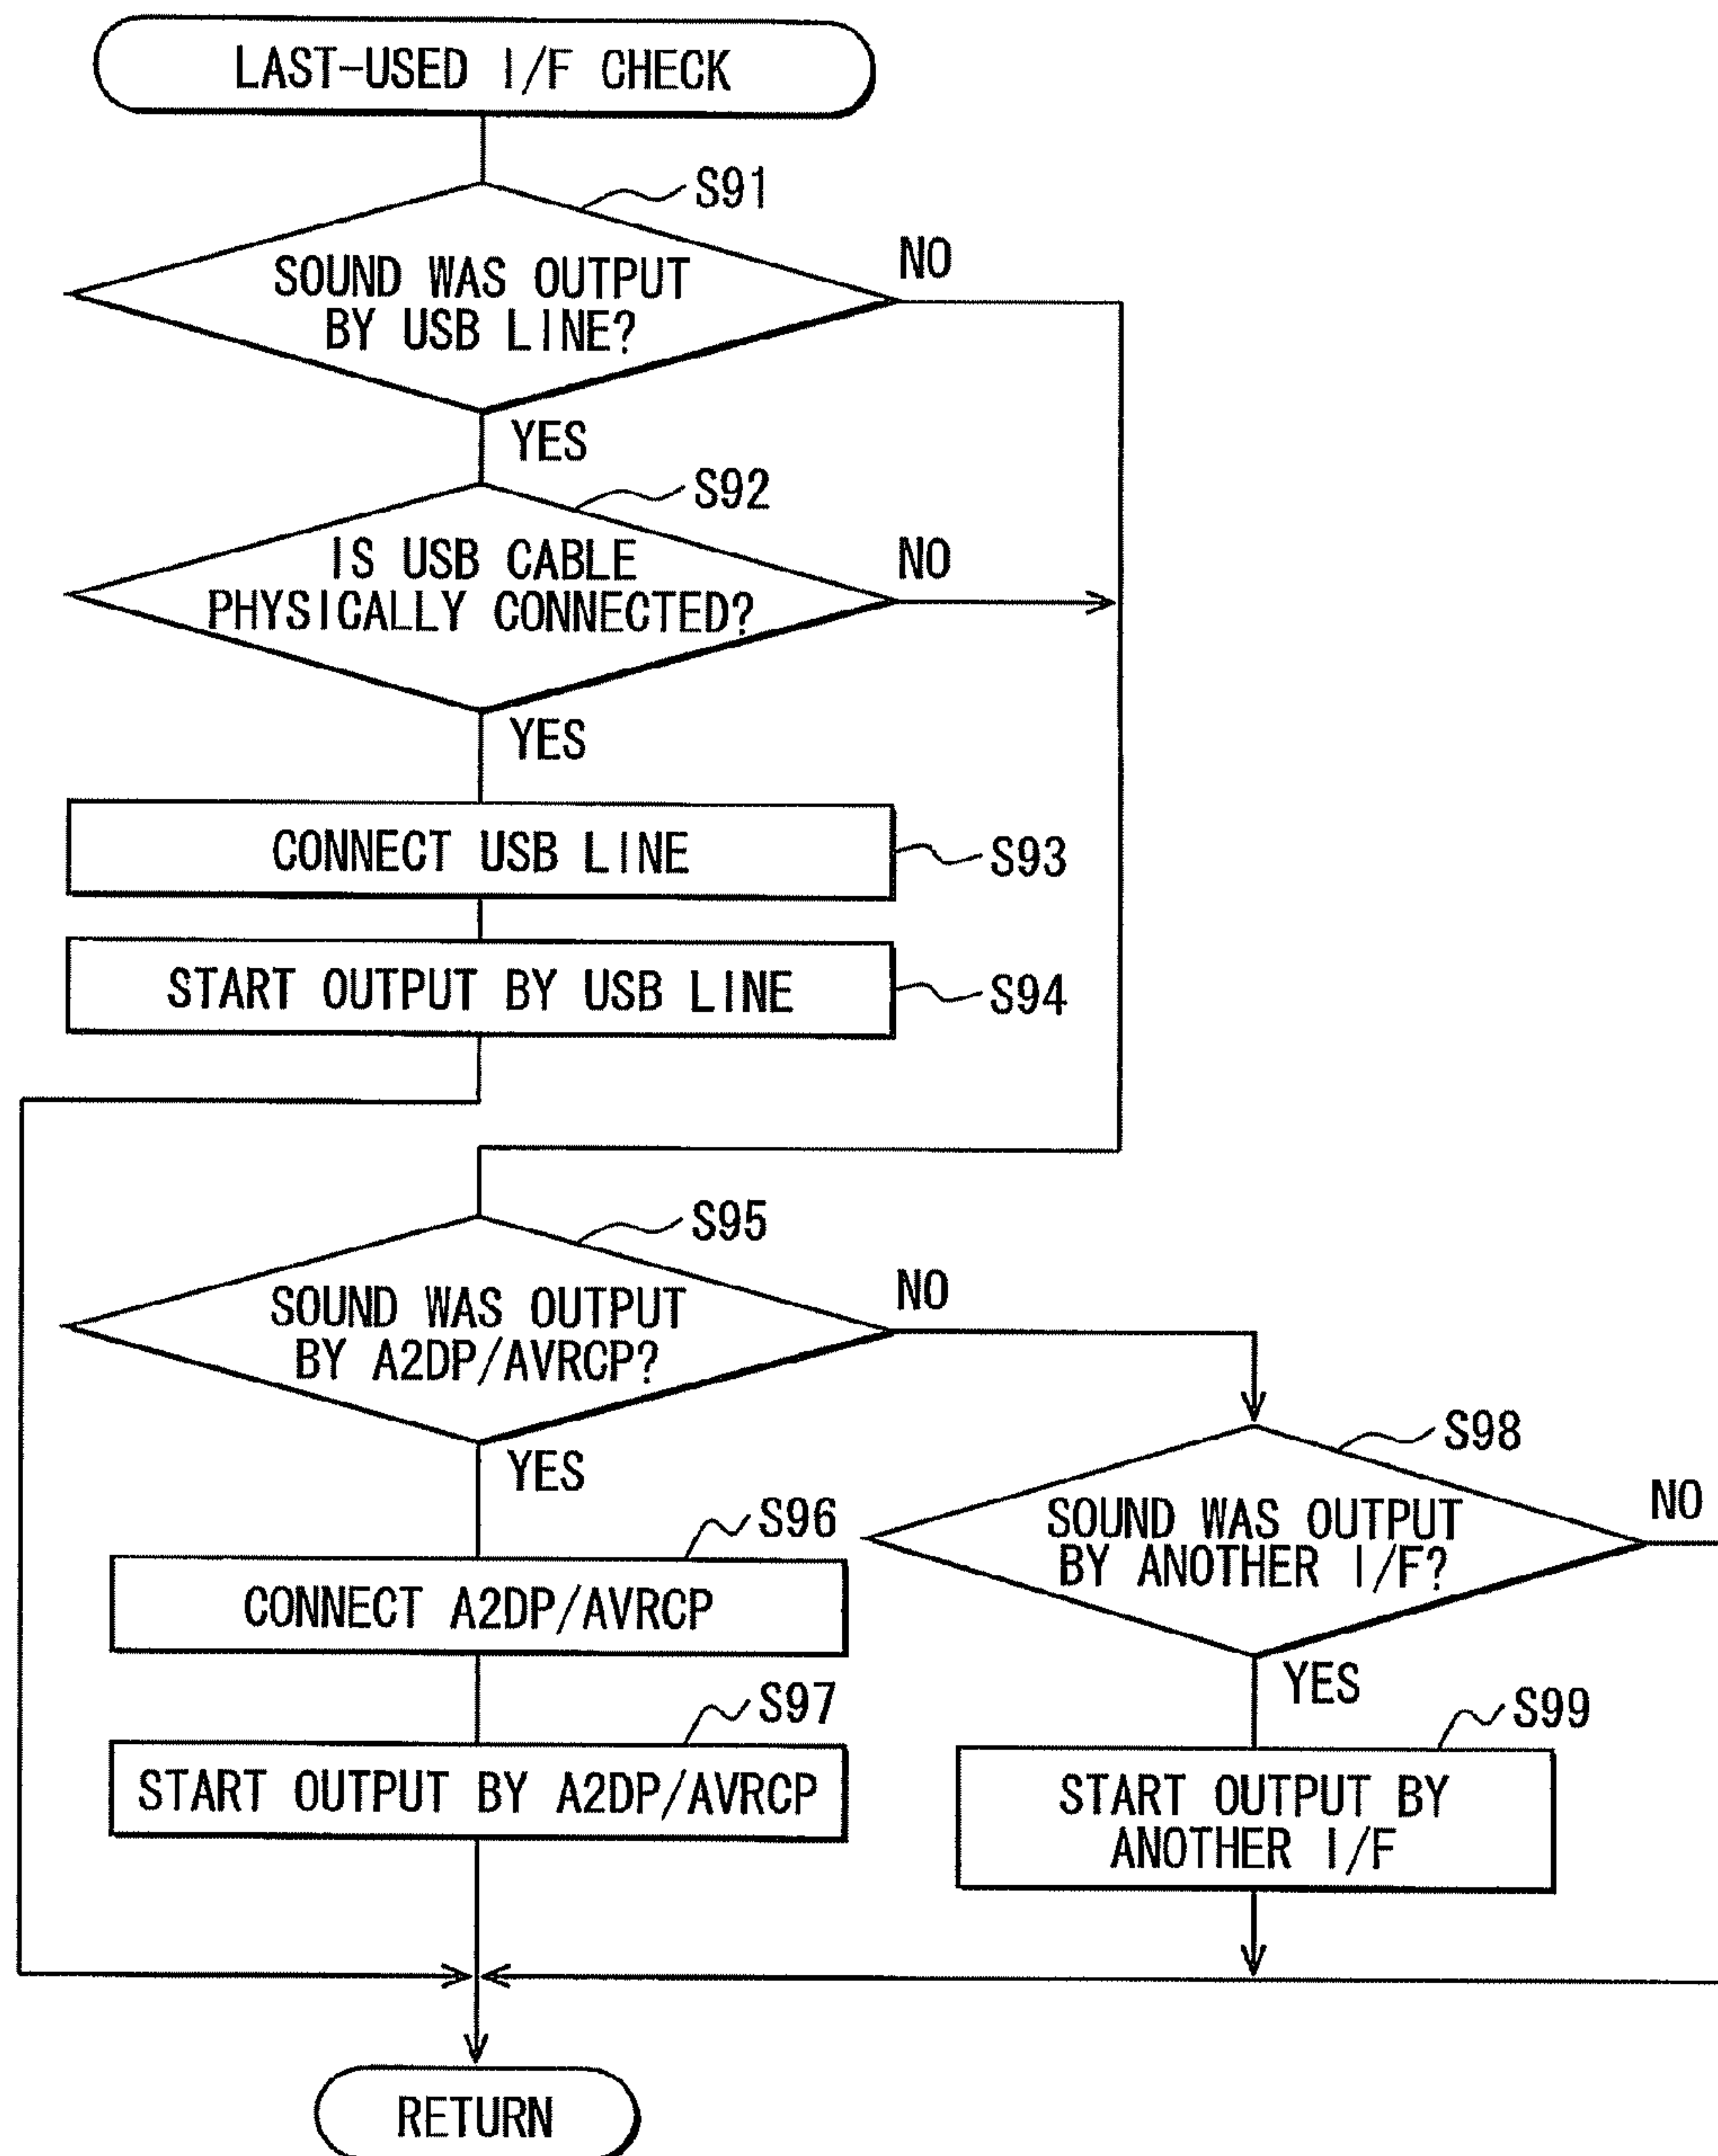 LAST-USED I/F CHECK
S91
SOUND WAS OUTPUT
BY USB LINE?
NO
YES
S92
IS USB CABLE
PHYSICALLY CONNECTED?
NO
YES
CONNECT USB LINE
S93
START OUTPUT BY USB LINE
S94
S95
SOUND WAS OUTPUT
BY A2DP/AVRCP?
NO
YES
S96
CONNECT A2DP/AVRCP
S97
START OUTPUT BY A2DP/AVRCP
S98
SOUND WAS OUTPUT
BY ANOTHER I/F?
NO
YES
S99
START OUTPUT BY
ANOTHER I/F
RETURN